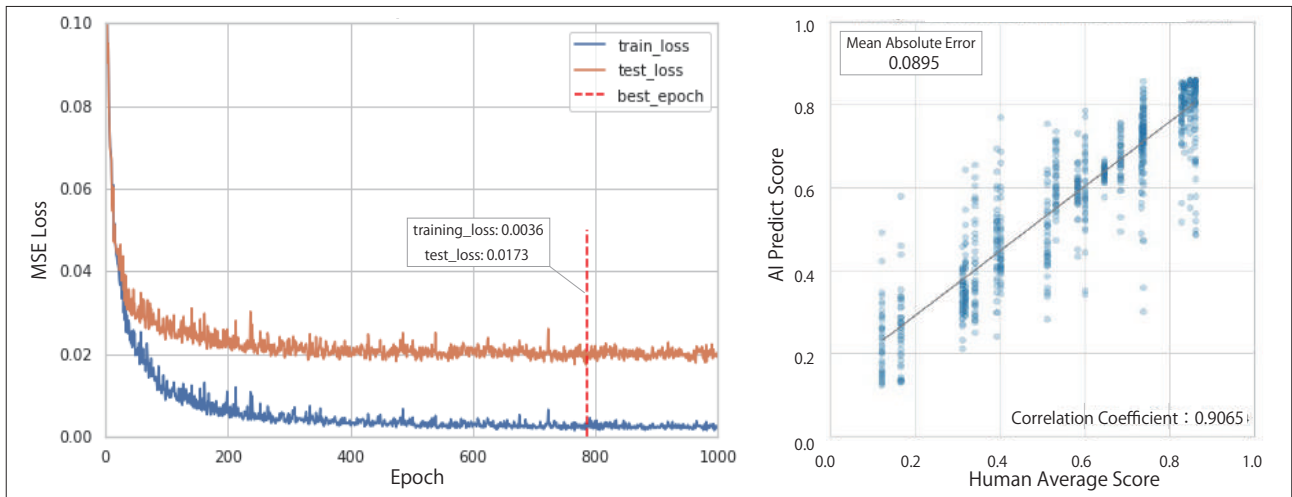 0.10
0.08
0.06
0.04
0.02
0.00
MSE Loss
train_loss
test_loss
best_epoch
training_loss: 0.0036
test_loss: 0.0173
0
200
400
600
800
1000
Epoch
1.0
0.8
0.6
0.4
0.2
0.0
AI Predict Score
Mean Absolute Error
0.0895
Correlation Coefficient：0.9065
0.0
0.2
0.4
0.6
0.8
1.0
Human Average Score